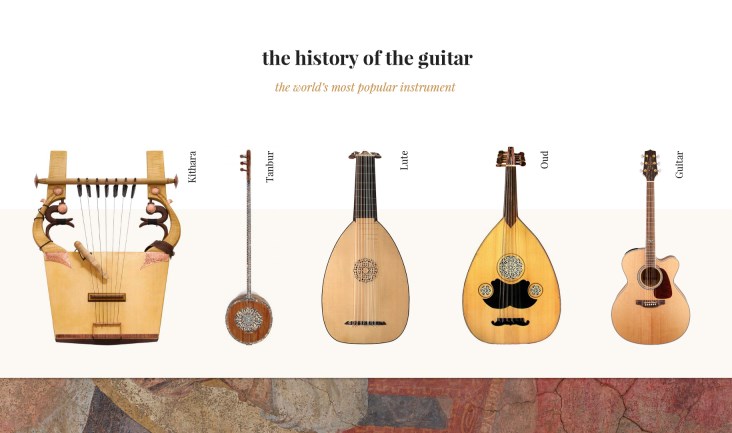 the history of the guitar
the world's most popular instrument
Kithara
Tanbur
Lute
Oud
Guitar